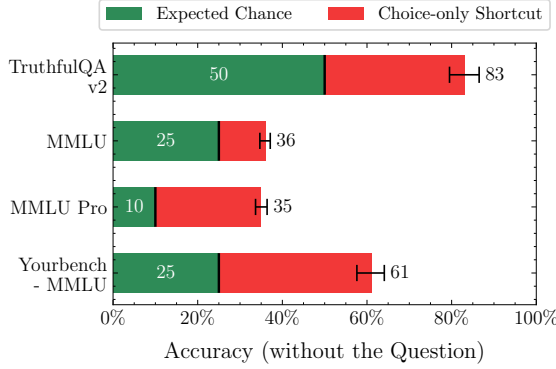 Expected Chance Choice-only Shortcut
TruthfulQA
v2
50 83
MMLU
25 36
MMLU Pro
10 35
Yourbench
- MMLU
25 61
0% 20% 40% 60% 80% 100%
Accuracy (without the Question)